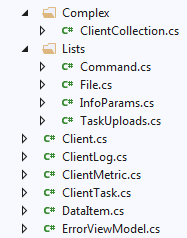 Complex
C# ClientCollection.cs
Lists
C# Command.cs
C# File.cs
C# InfoParams.cs
C# TaskUploads.cs
C# Client.cs
C# ClientLog.cs
C# ClientMetric.cs
C# ClientTask.cs
C# DataItem.cs
C# ErrorViewModel.cs